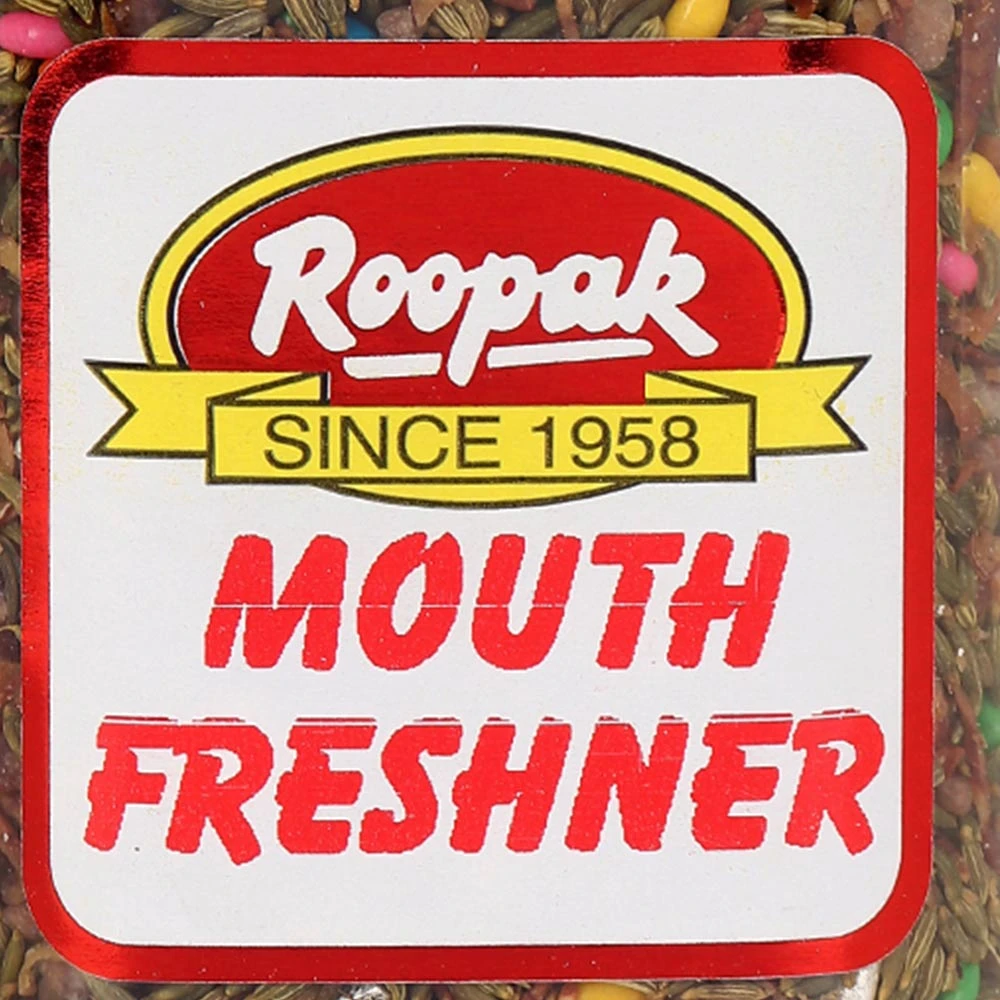 Roopak
SINCE 1958
MOUTH
FRESHNER